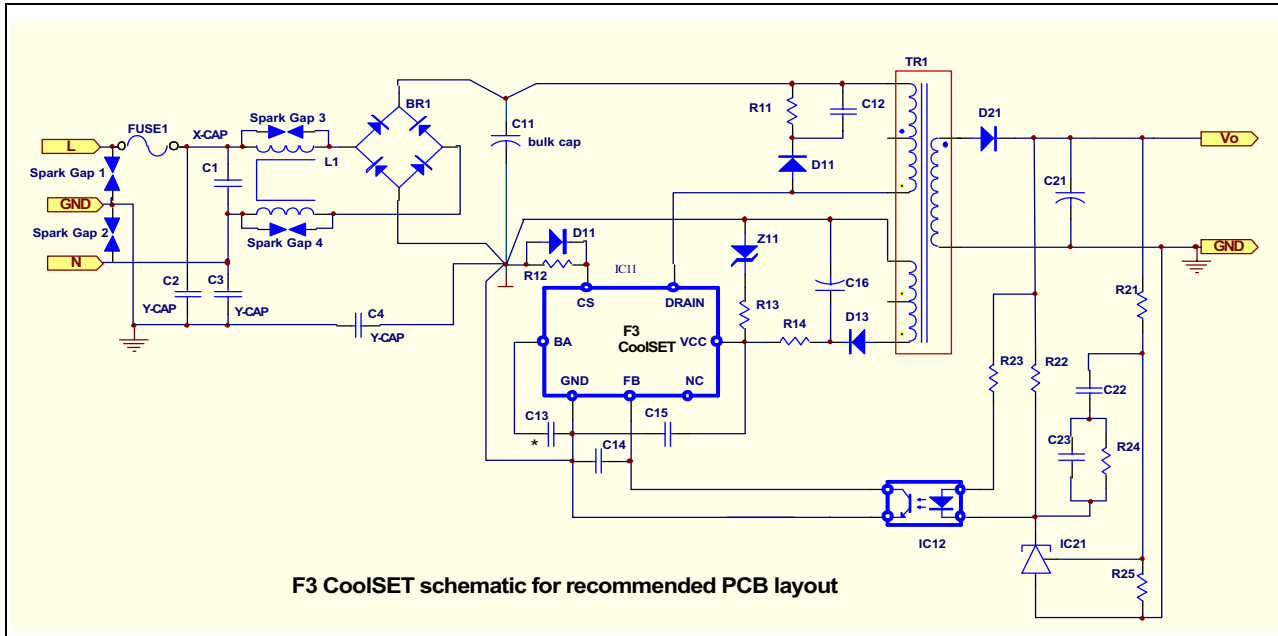 TR1
BR1
Spark Gap 3
FUSE1
X-CAP
C11
bulk cap
R11
C12
D21
L
Vo
L1
C1
D11
Spark Gap 1
C21
GND
Spark Gap 2
Spark Gap 4
D11
Z11
GND
N
R12
IC11
C2
C3
CS
DRAIN
C16
R21
Y-CAP
Y-CAP
C4
R13
F3
CoolSET
Y-CAP
BA
VCC
R14
D13
R23
R22
GND
FB
NC
C22
C13
C15
*
C14
C23
R24
IC12
IC21
R25
F3 CoolSET schematic for recommended PCB layout